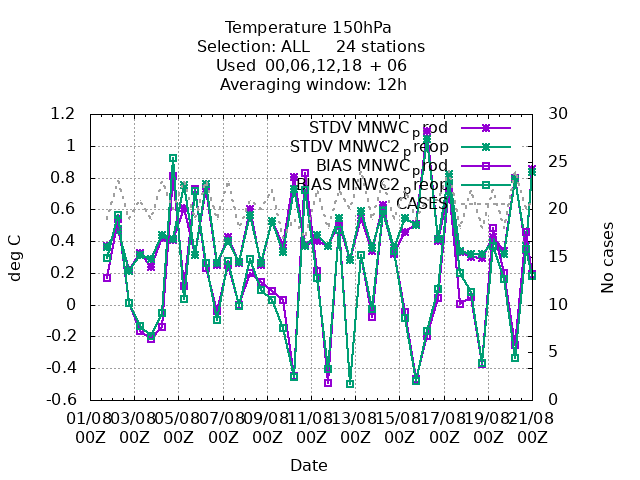 Temperature 150hPa
Selection: ALL 24 stations
Used 00,06,12,18 + 06
Averaging window: 12h
STDV MNWC_prod
STDV MNWC2_preop
BIAS MNWC_prod
BIAS MNWC2_preop
CASES
deg C
1.2
1
0.8
0.6
0.4
0.2
0
-0.2
-0.4
-0.6
No cases
30
25
20
15
10
5
0
01/08 03/08 05/08 07/08 09/08 11/08 13/08 15/08 17/08 19/08 21/08
00Z 00Z 00Z 00Z 00Z 00Z 00Z 00Z 00Z 00Z 00Z
Date